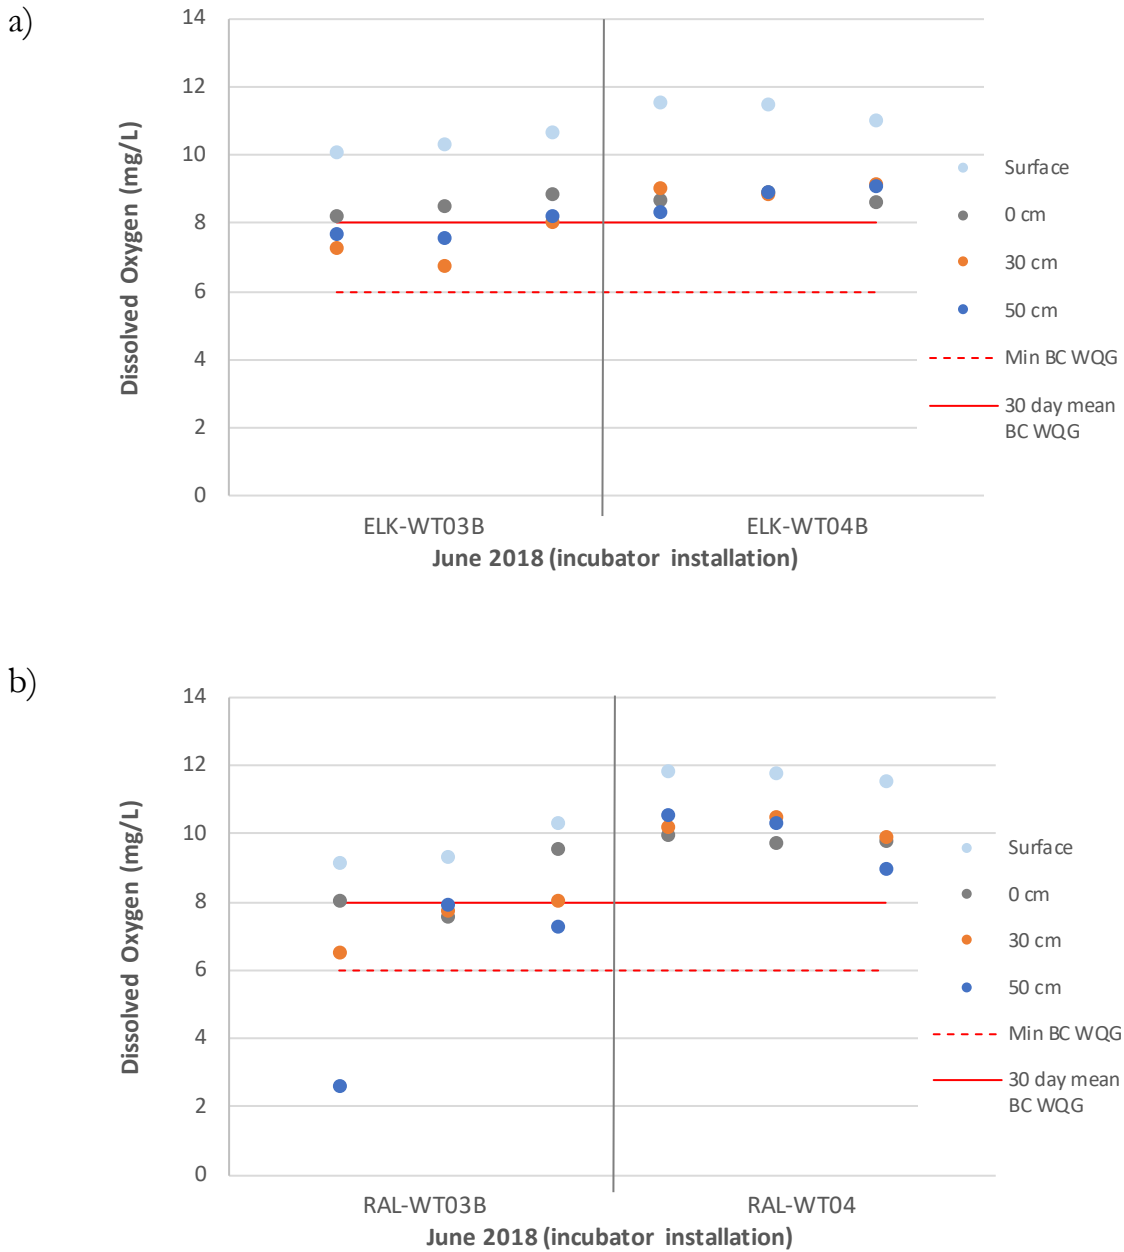 a)
14
12
10
8
6
4
2
0
Dissolved Oxygen (mg/L)
Surface
0 cm
30 cm
50 cm
Min BC WQG
30 day mean
BC WQG
ELK-WT03B
ELK-WT04B
June 2018 (incubator installation)
b)
14
12
10
8
6
4
2
0
Dissolved Oxygen (mg/L)
Surface
0 cm
30 cm
50 cm
Min BC WQG
30 day mean
BC WQG
RAL-WT03B
RAL-WT04
June 2018 (incubator installation)